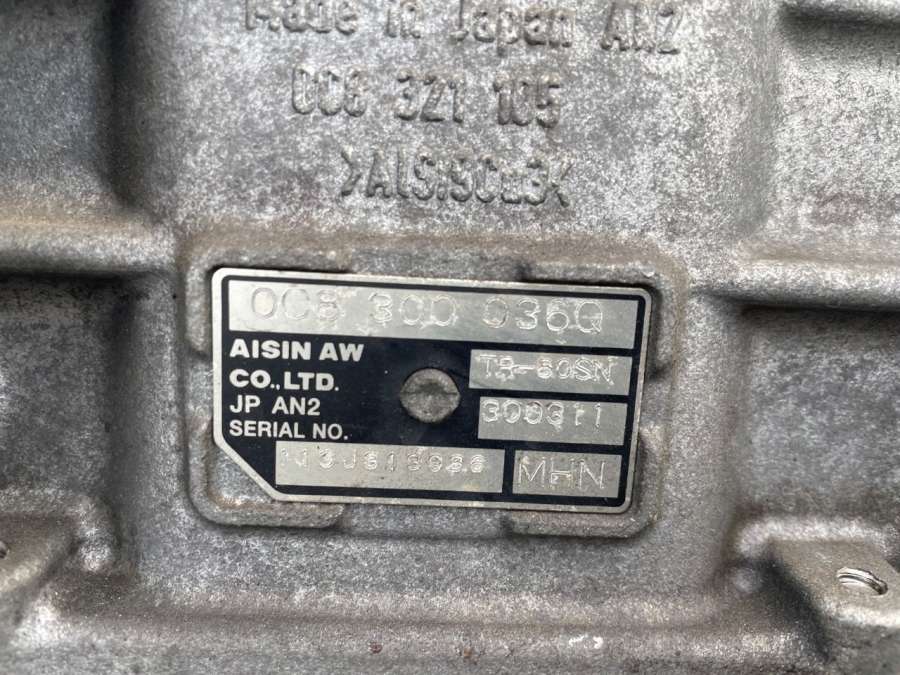 Made in Japan AN2
0C8 321 105
>AlSi9Cu3<
0C8 300 036Q
AISIN AW
CO.,LTD.
TR-80SN
JP AN2
300311
SERIAL NO.
MHN